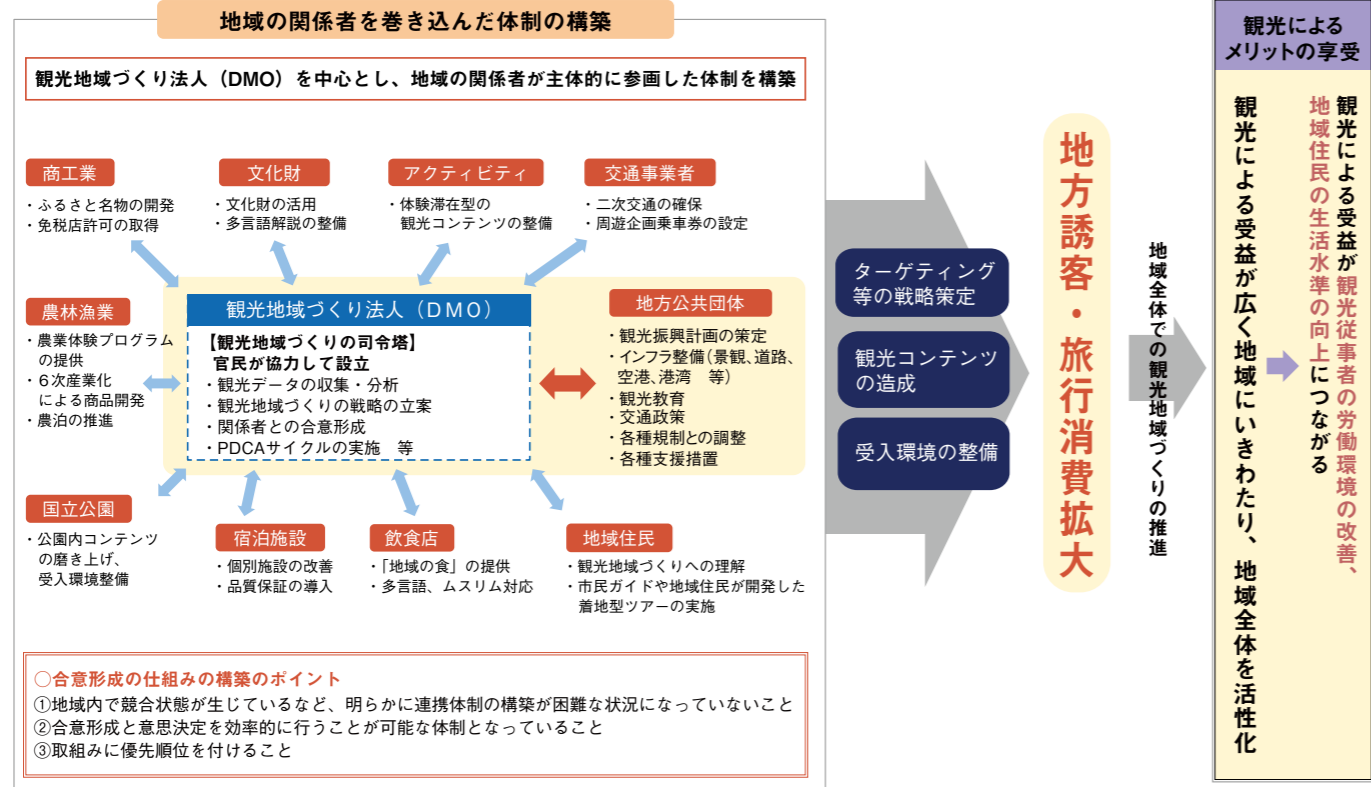 地域の関係者を巻き込んだ体制の構築
観光地域づくり法人（DMO）を中心とし、地域の関係者が主体的に参画した体制を構築
商工業
・ふるさと名物の開発
・免税店許可の取得
文化財
・文化財の活用
・多言語解説の整備
アクティビティ
・体験滞在型の
観光コンテンツの整備
交通事業者
・二次交通の確保
・周遊企画乗車券の設定
農林漁業
・農業体験プログラム
の提供
・６次産業化
による商品開発
・農泊の推進
観光地域づくり法人（DMO）
【観光地域づくりの司令塔】
官民が協力して設立
・観光データの収集・分析
・観光地域づくりの戦略の立案
・関係者との合意形成
・PDCAサイクルの実施　等
地方公共団体
・観光振興計画の策定
・インフラ整備（景観、道路、
空港、港湾　等）
・観光教育
・交通政策
・各種規制との調整
・各種支援措置
国立公園
・公園内コンテンツ
の磨き上げ、
受入環境整備
宿泊施設
・個別施設の改善
・品質保証の導入
飲食店
・「地域の食」の提供
・多言語、ムスリム対応
地域住民
・観光地域づくりへの理解
・市民ガイドや地域住民が開発した
着地型ツアーの実施
○合意形成の仕組みの構築のポイント
①地域内で競合状態が生じているなど、明らかに連携体制の構築が困難な状況になっていないこと
②合意形成と意思決定を効率的に行うことが可能な体制となっていること
③取組みに優先順位を付けること
ターゲティング
等の戦略策定
観光コンテンツ
の造成
受入環境の整備
地方誘客・旅行消費拡大
地域全体での観光地域づくりの推進
観光による
メリットの享受
観光による受益が広く地域にいきわたり、地域全体を活性化
観光による受益が観光従事者の労働環境の改善、
地域住民の生活水準の向上につながる